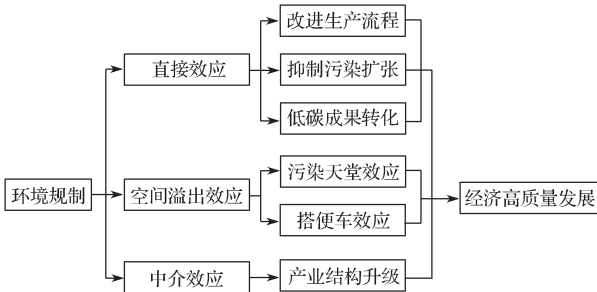 环境规制
直接效应
改进生产流程
抑制污染扩张
低碳成果转化
空间溢出效应
污染天堂效应
搭便车效应
中介效应
产业结构升级
经济高质量发展